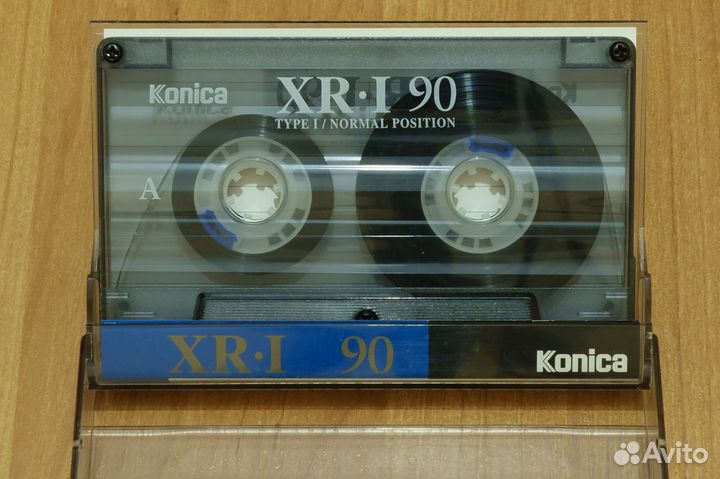 Konica XR·I 90
TYPE I / NORMAL POSITION
A
XR·I 90 Konica
Avito